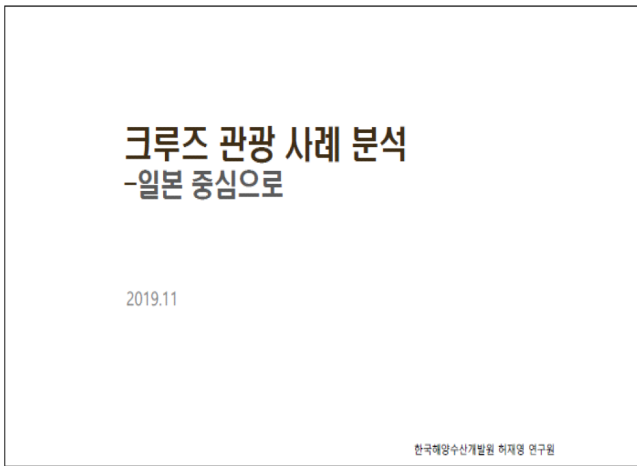 크루즈 관광 사례 분석
-일본 중심으로
2019.11
한국해양수산개발원 허재영 연구원